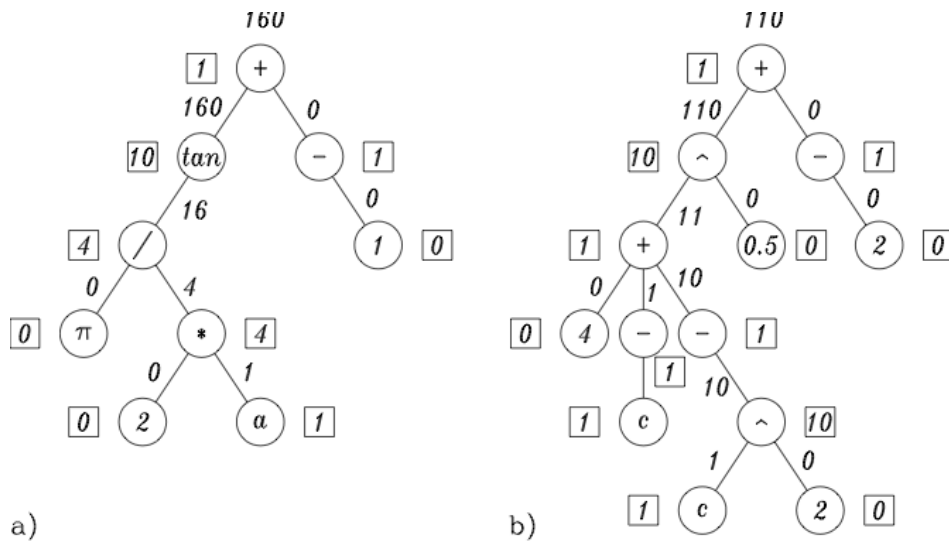 160 110
1 + 1 +
160 0 110 0
10 tan - 1 10 ^ - 1
16 0 11 0 0
4 / 1 0 1 + 0.5 0 2 0
0 4 0 1 10
0 π * 4 0 4 - - 1
0 1 1 10
0 2 a 1 1 c ^ 10
1 0
a) b) 1 c 2 0